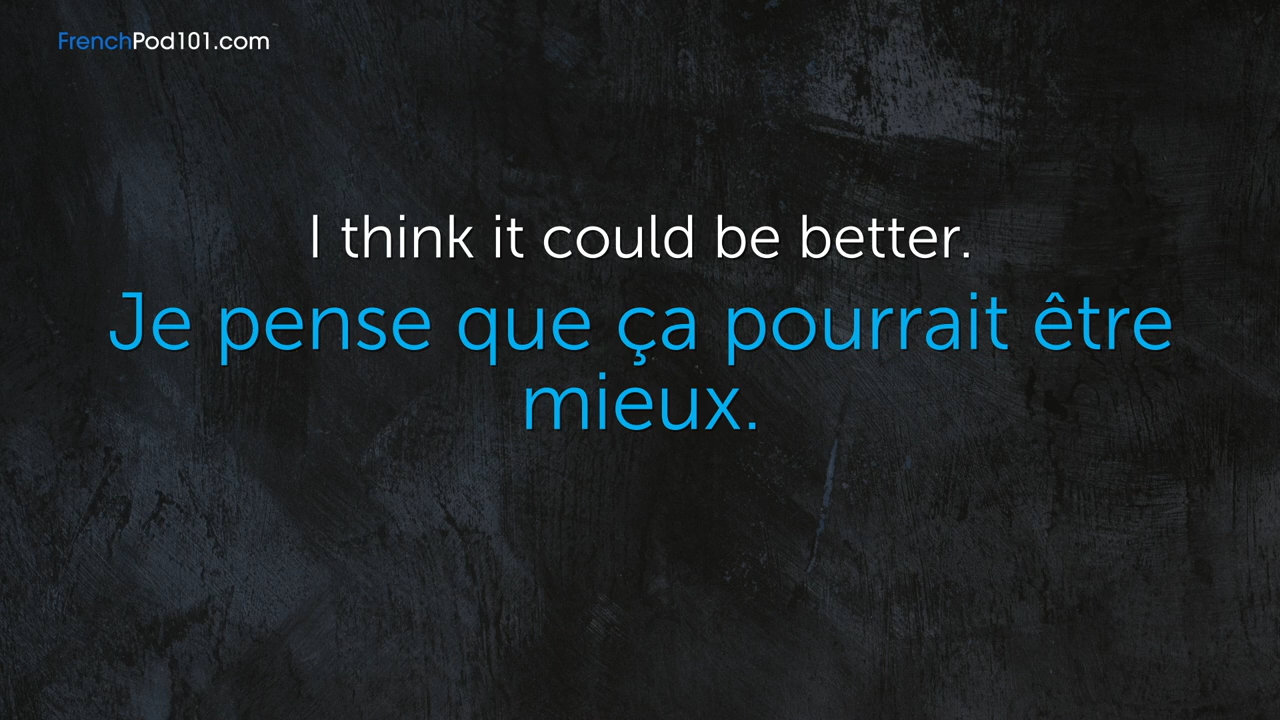 FrenchPod101.com
I think it could be better.
Je pense que ça pourrait être
mieux.